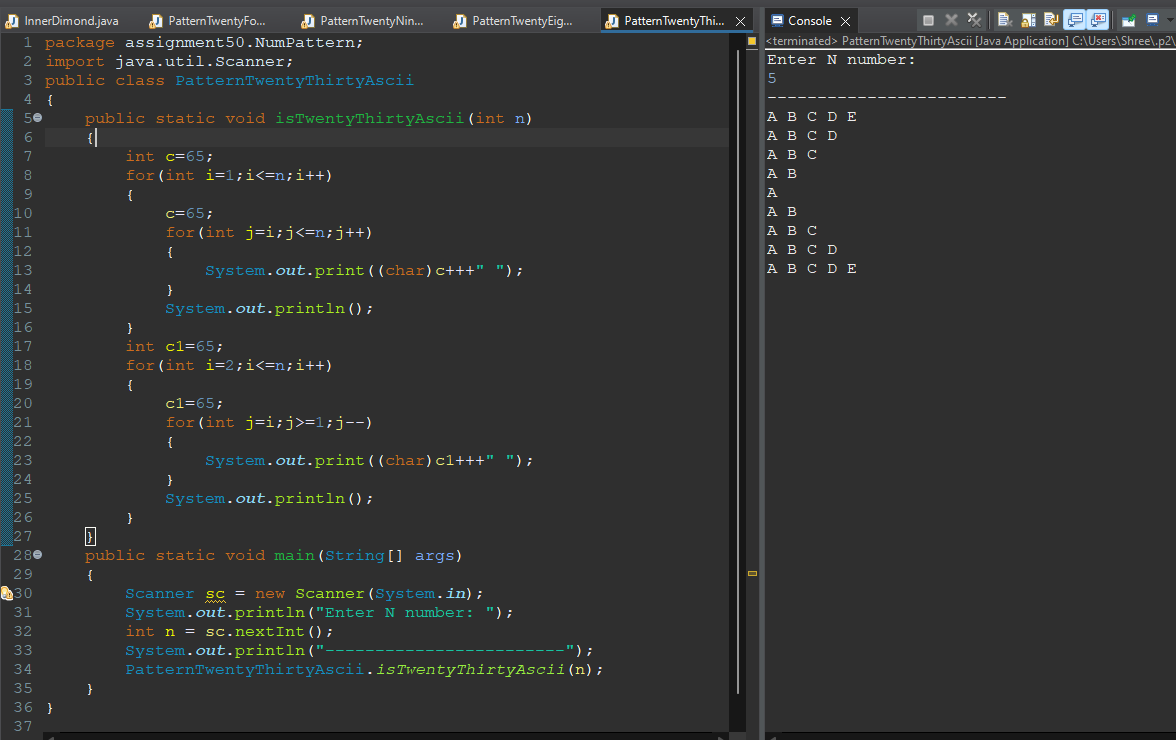 InnerDimond.java PatternTwentyFo... PatternTwentyNin... PatternTwentyEig... PatternTwentyThi...
1 package assignment50.NumPattern;
2 import java.util.Scanner;
3 public class PatternTwentyThirtyAscii
4 {
5 public static void isTwentyThirtyAscii(int n)
6 {
7 int c=65;
8 for(int i=1;i<=n;i++)
9 {
10 c=65;
11 for(int j=i;j<=n;j++)
12 {
13 System.out.print((char)c+++" ");
14 }
15 System.out.println();
16 }
17 int c1=65;
18 for(int i=2;i<=n;i++)
19 {
20 c1=65;
21 for(int j=i;j>=1;j--)
22 {
23 System.out.print((char)c1+++" ");
24 }
25 System.out.println();
26 }
27 }
28 public static void main(String[] args)
29 {
30 Scanner sc = new Scanner(System.in);
31 System.out.println("Enter N number: ");
32 int n = sc.nextInt();
33 System.out.println("------------------------");
34 PatternTwentyThirtyAscii.isTwentyThirtyAscii(n);
35 }
36 }
37
Console
<terminated> PatternTwentyThirtyAscii [Java Application] C:\Users\Shree\.p2\
Enter N number:
5
------------------------
A B C D E
A B C D
A B C
A B
A
A B
A B C
A B C D
A B C D E